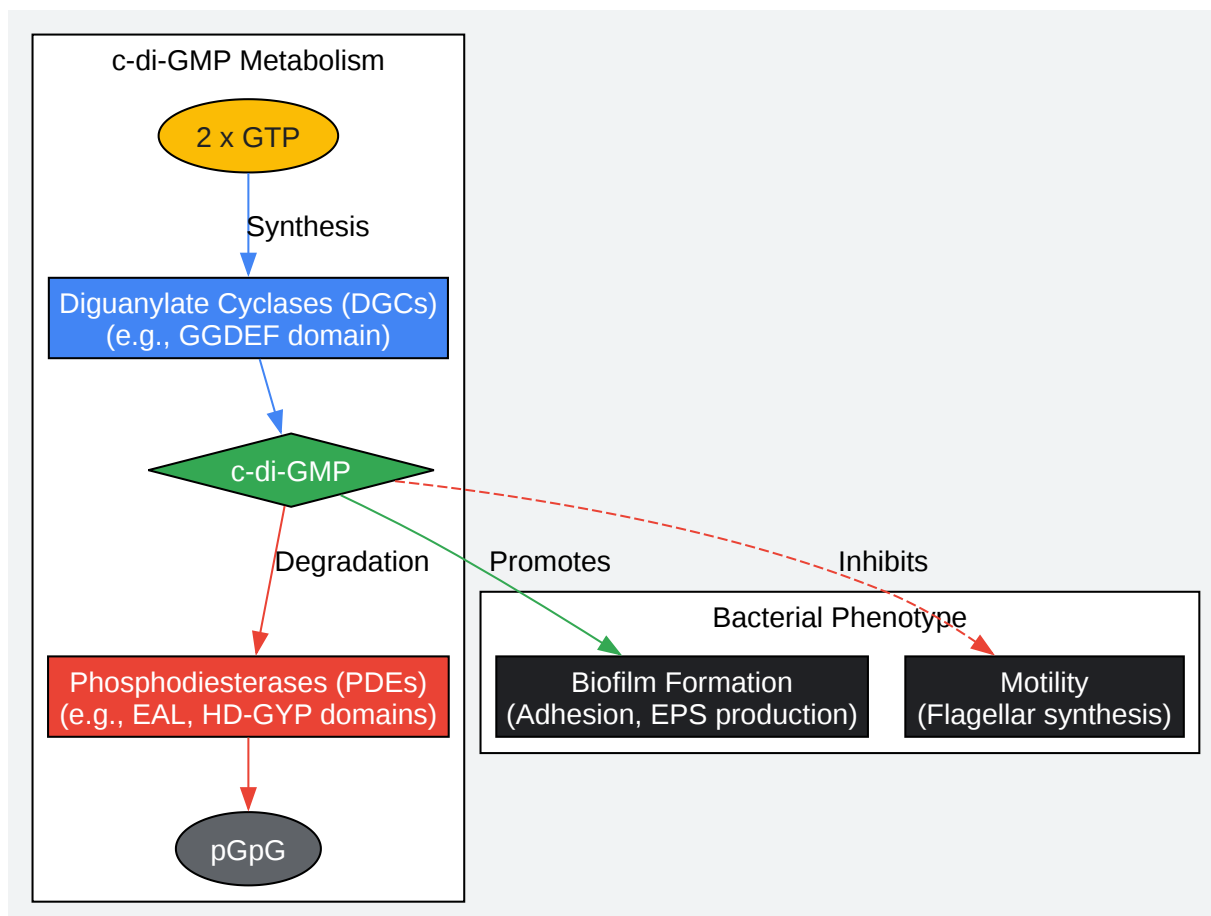 c-di-GMP Metabolism
2 x GTP
Synthesis
Diguanylate Cyclases (DGCs)
(e.g., GGDEF domain)
c-di-GMP
Degradation
Promotes
Inhibits
Bacterial Phenotype
Phosphodiesterases (PDEs)
(e.g., EAL, HD-GYP domains)
Biofilm Formation
(Adhesion, EPS production)
Motility
(Flagellar synthesis)
pGpG